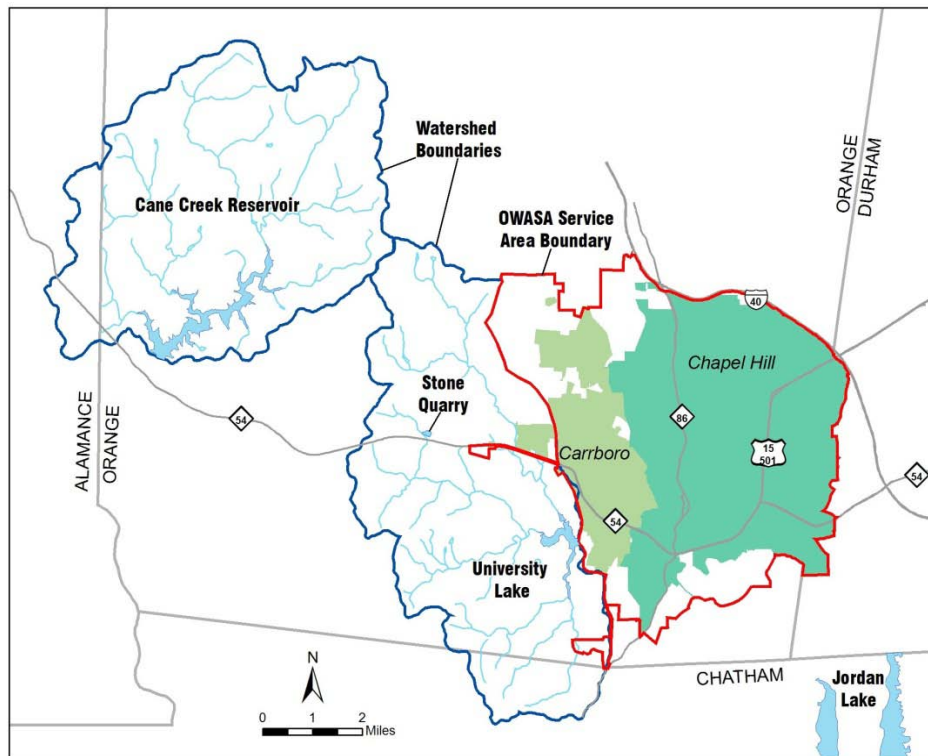 Watershed
Boundaries
Cane Creek Reservoir
OWASA Service
Area Boundary
ORANGE
DURHAM
40
Chapel Hill
Stone
Quarry
ALAMANCE
ORANGE
54
86
Carrboro
15
501
54
54
University
Lake
N
CHATHAM
Jordan
Lake
0 1 2
Miles